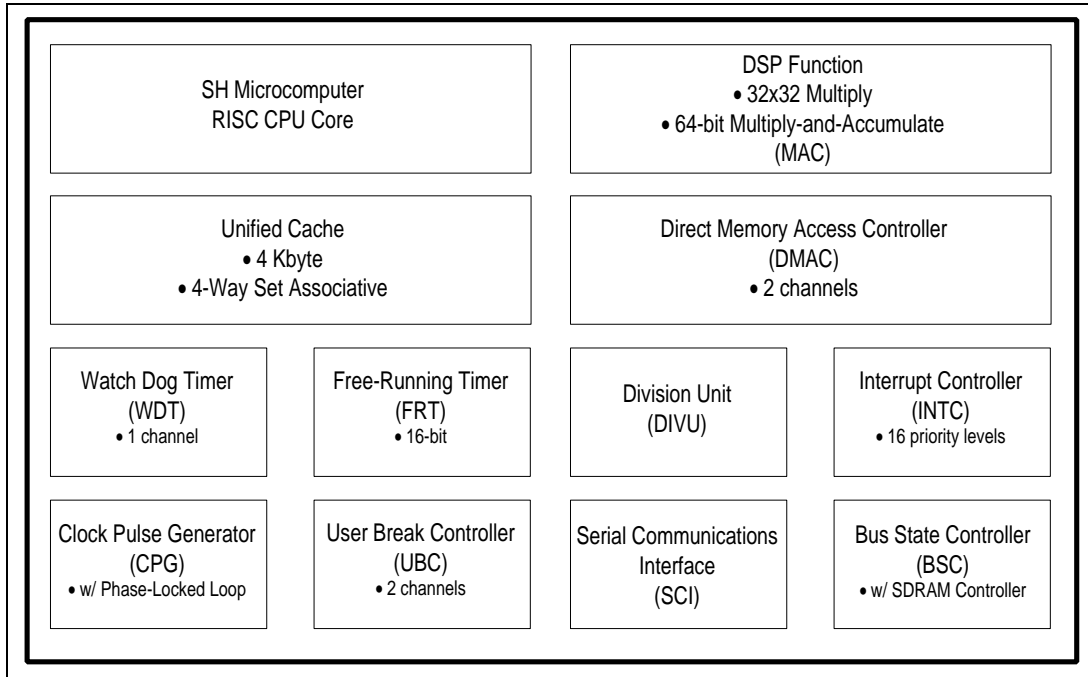 SH Microcomputer
RISC CPU Core
DSP Function
• 32x32 Multiply
• 64-bit Multiply-and-Accumulate
(MAC)
Unified Cache
• 4 Kbyte
• 4-Way Set Associative
Direct Memory Access Controller
(DMAC)
• 2 channels
Watch Dog Timer
(WDT)
• 1 channel
Free-Running Timer
(FRT)
• 16-bit
Division Unit
(DIVU)
Interrupt Controller
(INTC)
• 16 priority levels
Clock Pulse Generator
(CPG)
• w/ Phase-Locked Loop
User Break Controller
(UBC)
• 2 channels
Serial Communications
Interface
(SCI)
Bus State Controller
(BSC)
• w/ SDRAM Controller